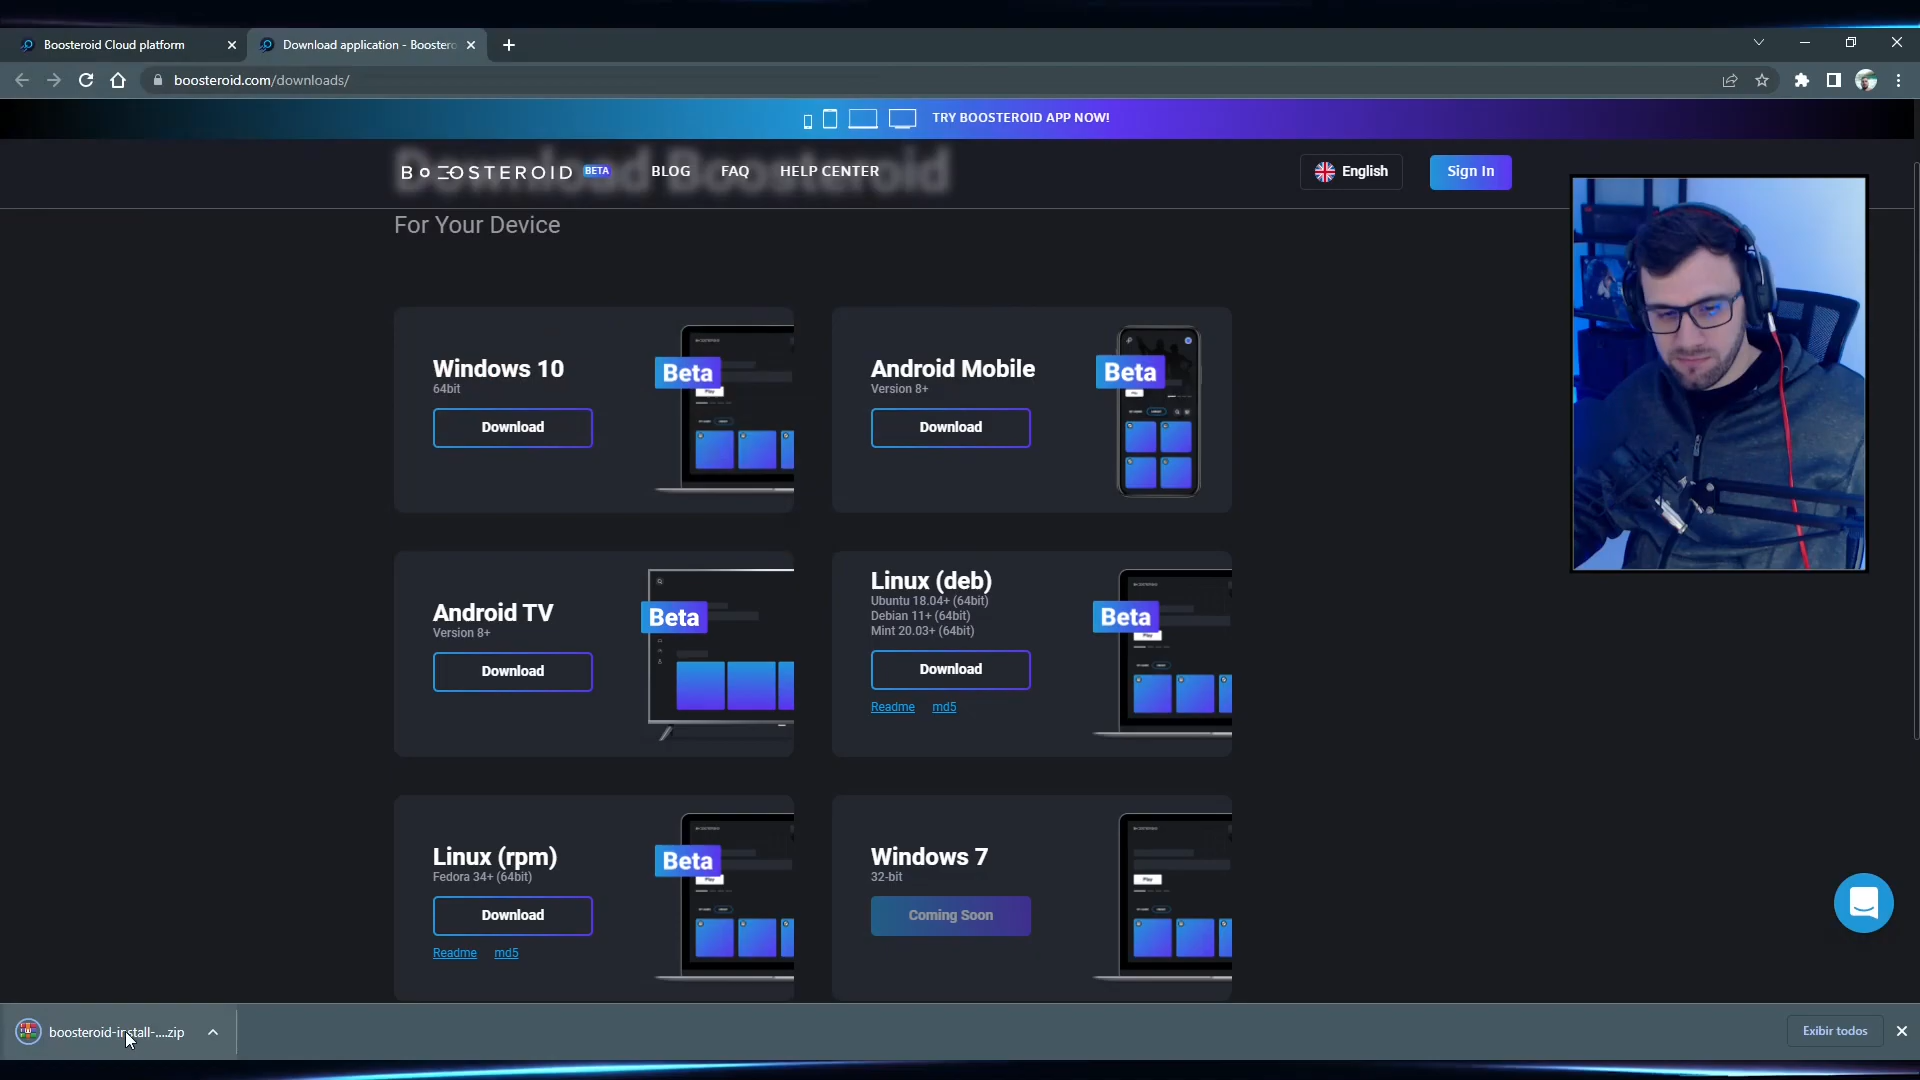 Boosteroid Cloud platform
Download application - Boostero
boosteroid.com/downloads/
TRY BOOSTEROID APP NOW!
Download Boosteroid
BOOSTEROID BETA
BLOG
FAQ
HELP CENTER
English
Sign In
For Your Device
Windows 10
64bit
Download
Beta
Android Mobile
Version 8+
Download
Beta
Android TV
Version 8+
Download
Beta
Linux (deb)
Ubuntu 18.04+ (64bit)
Debian 11+ (64bit)
Mint 20.03+ (64bit)
Download
Readme md5
Beta
Linux (rpm)
Fedora 34+ (64bit)
Download
Readme md5
Beta
Windows 7
32-bit
Coming Soon
Play
boosteroid-install-....zip
Exibir todos